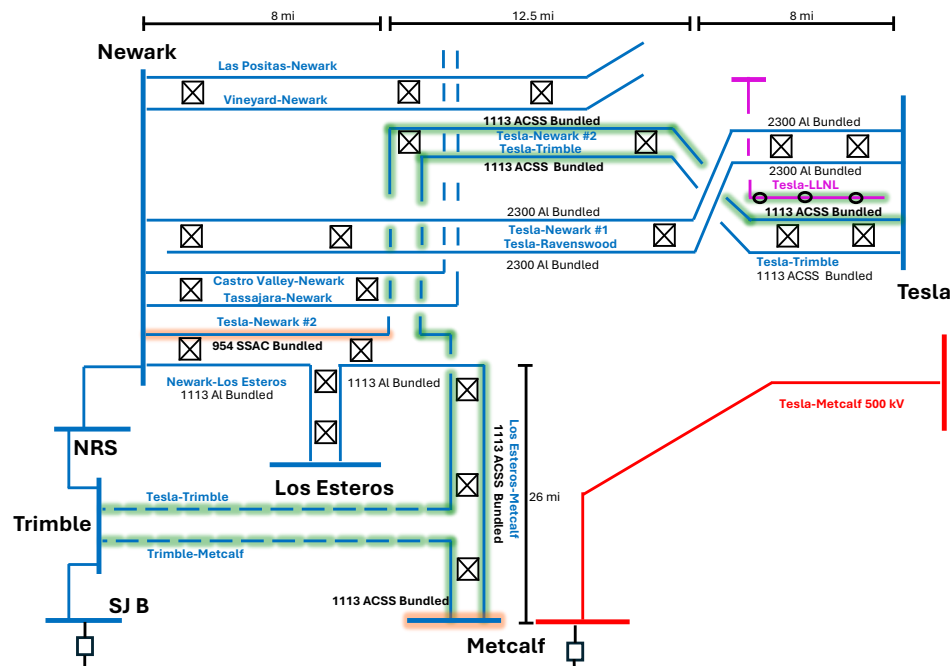 8 mi
12.5 mi
8 mi
Newark
Las Positas-Newark
Vineyard-Newark
1113 ACSS Bundled
Tesla-Newark #2
Tesla-Trimble
1113 ACSS  Bundled
2300 Al Bundled
2300 Al Bundled
Tesla-LLNL
1113 ACSS Bundled
2300 Al Bundled
Tesla-Newark #1
Tesla-Ravenswood
2300 Al Bundled
Tesla-Trimble
1113 ACSS  Bundled
Tesla
Castro Valley-Newark
Tassajara-Newark
Tesla-Newark #2
954 SSAC Bundled
Newark-Los Esteros
1113 Al Bundled
1113 Al Bundled
Tesla-Metcalf 500 kV
NRS
Los Esteros
Los Esteros-Metcalf
1113 ACSS  Bundled
26 mi
Tesla-Trimble
Trimble
Trimble-Metcalf
1113 ACSS Bundled
SJ B
Metcalf